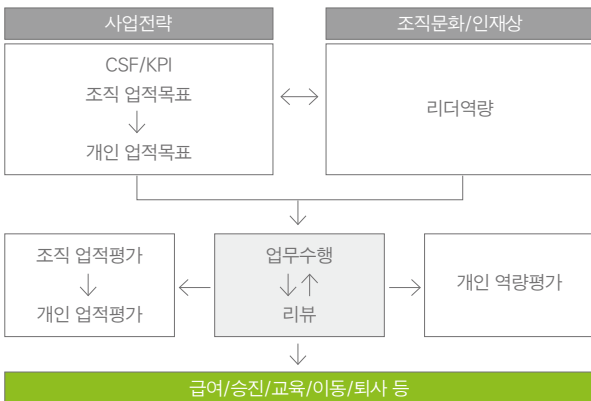 사업전략
조직문화/인재상
CSF/KPI
조직 업적목표
개인 업적목표
리더역량
조직 업적평가
개인 업적평가
업무수행
리뷰
개인 역량평가
급여/승진/교육/이동/퇴사 등